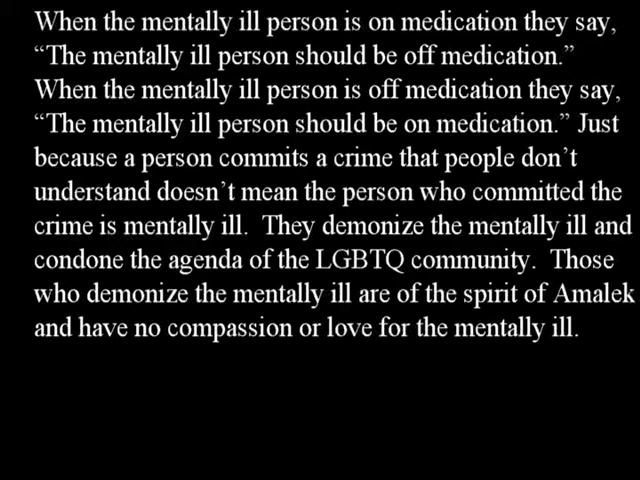 When the mentally ill person is on medication they say,
“The mentally ill person should be off medication.”
When the mentally ill person is off medication they say,
“The mentally ill person should be on medication.” Just
because a person commits a crime that people don’t
understand doesn’t mean the person who committed the
crime is mentally ill.  They demonize the mentally ill and
condone the agenda of the LGBTQ community.  Those
who demonize the mentally ill are of the spirit of Amalek
and have no compassion or love for the mentally ill.